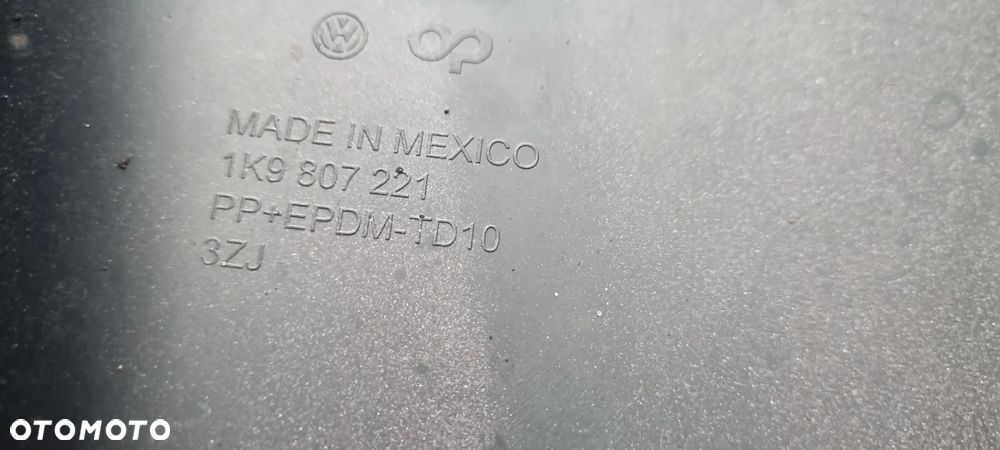 MADE IN MEXICO
1K9 807 221
PP+EPDM-TD10
3ZJ
OTOMOTO